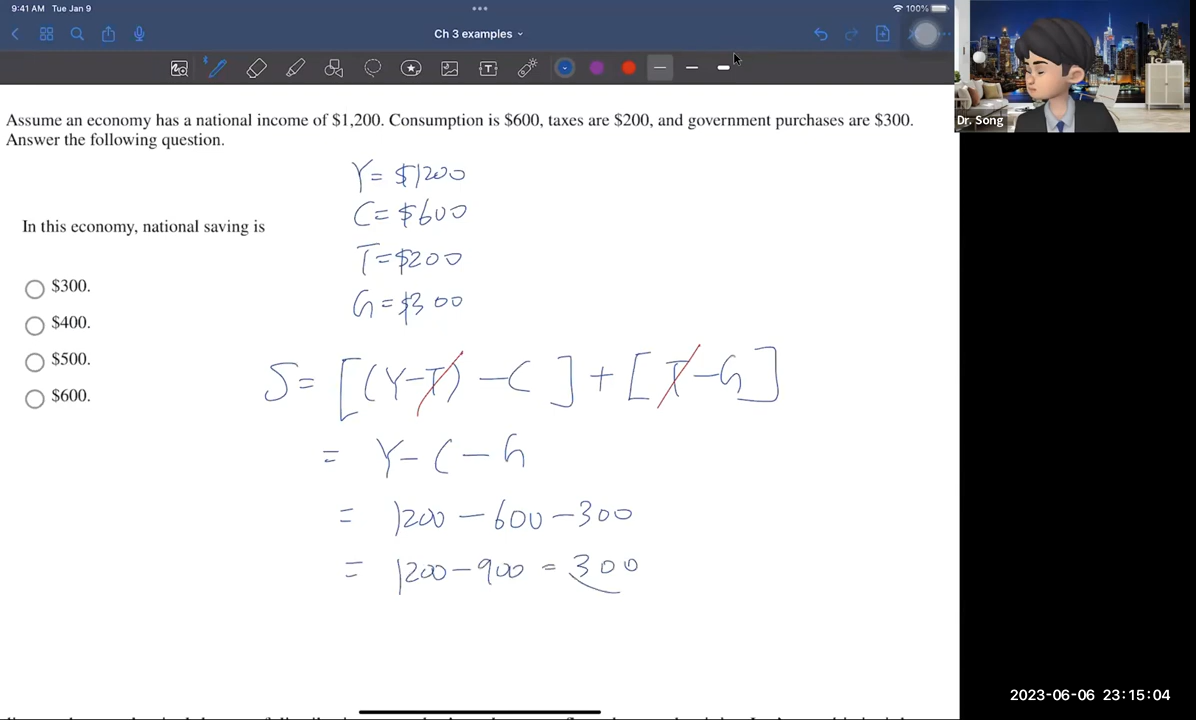 9:41 AM Tue Jan 9
100%
Ch 3 examples
Dr. Song
Assume an economy has a national income of $1,200. Consumption is $600, taxes are $200, and government purchases are $300.
Answer the following question.
Y = $1200
C = $600
In this economy, national saving is
T = $200
$300.
G = $300
$400.
$500.
S = [(Y-T) - C] + [T - G]
$600.
= Y - C - G
= 1200 - 600 - 300
= 1200 - 900 = 300
2023-06-06 23:15:04